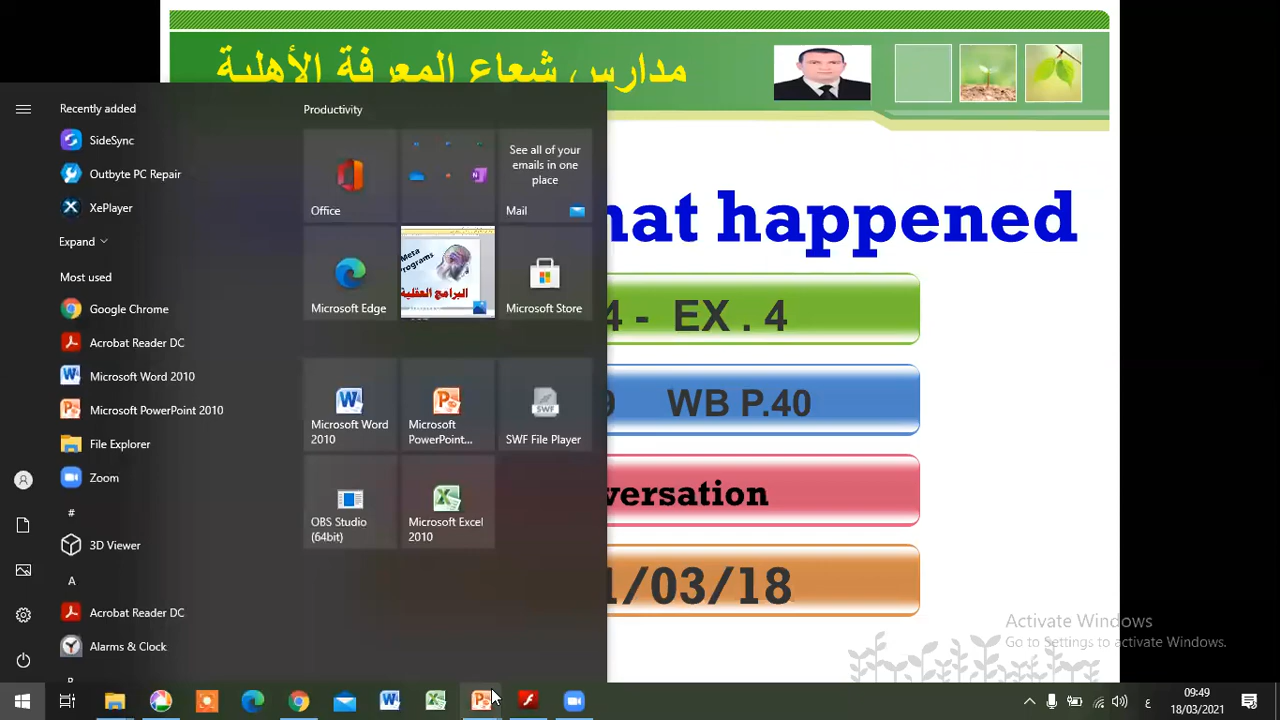 مدارس شعاع المعرفة الأهلية
hat happened
4 - EX . 4
9 WB P.40
versation
1/03/18
Recently added
SideSync
Outbyte PC Repair
XePlayer
Expand
Most used
Google Chrome
Acrobat Reader DC
Microsoft Word 2010
Microsoft PowerPoint 2010
File Explorer
Zoom
#
3D Viewer
A
Acrobat Reader DC
Alarms & Clock
Productivity
Office
See all of your
emails in one
place
Mail
Microsoft Edge
Meta
Programs
البرامج العقلية
Microsoft Store
Microsoft Word
2010
Microsoft
PowerPoint...
SWF
SWF File Player
OBS Studio
(64bit)
Microsoft Excel
2010
Activate Windows
Go to Settings to activate Windows.
ع
09:49
18/03/2021